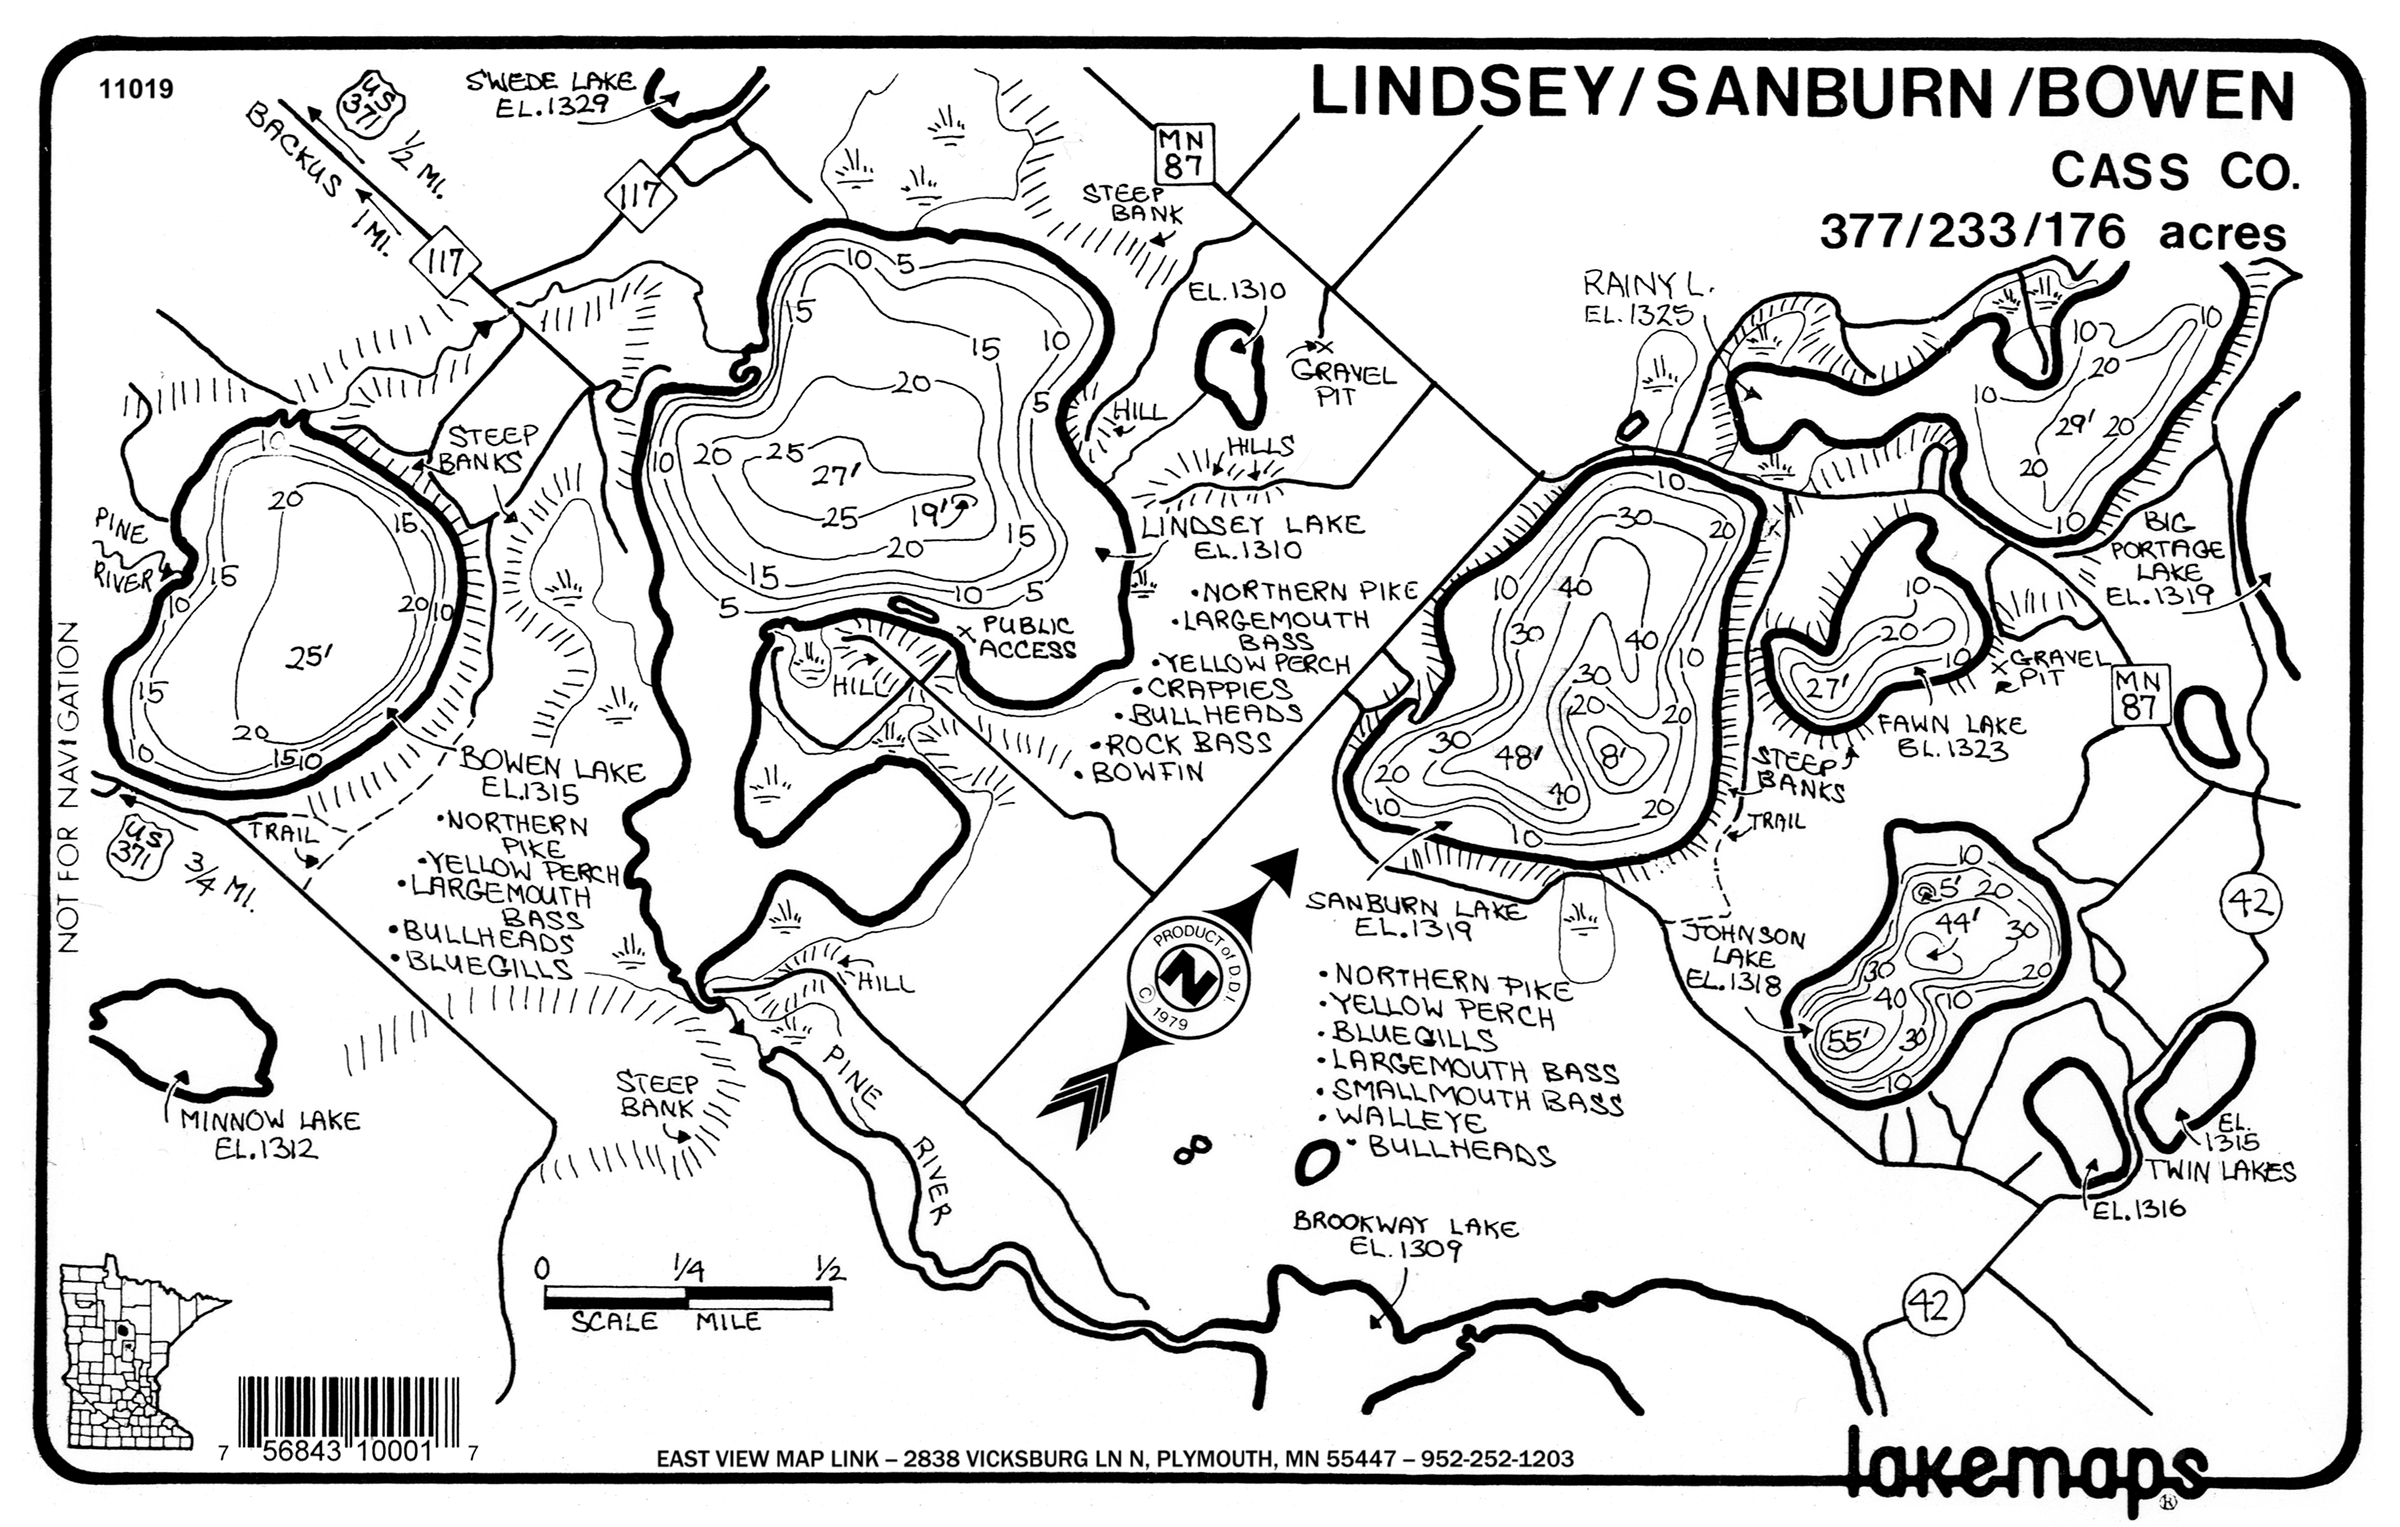 11019
LINDSEY/SANBURN/BOWEN
CASS CO.
377/233/176 acres
SWEDE LAKE
EL.1329
US
371
1/2 MI.
BACKUS
1 MI.
117
117
MN
87
STEEP
BANK
EL.1310
GRAVEL
PIT
HILL
HILLS
RAINY L.
EL.1325
10 5
15
15
10
20
5
10 20 25
27'
25
19'
20
15
15
5
10 5
LINDSEY LAKE
EL.1310
•NORTHERN PIKE
•LARGEMOUTH
BASS
•YELLOW PERCH
•CRAPPIES
•BULLHEADS
•ROCK BASS
•BOWFIN
PUBLIC
ACCESS
HILL
STEEP
BANKS
PINE
RIVER
10
20
15
15
10
20 10
25'
15
20
10
15 10
BOWEN LAKE
EL.1315
•NORTHERN
PIKE
•YELLOW PERCH
•LARGEMOUTH
BASS
•BULLHEADS
•BLUEGILLS
TRAIL
US
371
3/4 MI.
NOT FOR NAVIGATION
MINNOW LAKE
EL.1312
STEEP
BANK
HILL
PINE
RIVER
10
30
20
10
40
30
40
10
30
20
20
30
48'
8'
20
40
20
10
10
SANBURN LAKE
EL.1319
•NORTHERN PIKE
•YELLOW PERCH
•BLUEGILLS
•LARGEMOUTH BASS
•SMALLMOUTH BASS
•WALLEYE
•BULLHEADS
10
10
20
10
29' 20
20
10
BIG
PORTAGE
LAKE
EL.1319
10
20
10
27'
GRAVEL
PIT
FAWN LAKE
EL.1323
STEEP
BANKS
TRAIL
MN
87
42
10
5' 20
44'
30
30
20
40
10
55'
30
10
JOHNSON
LAKE
EL.1318
EL.
1315
TWIN LAKES
EL.1316
PRODUCT of D.D.I.
N
© 1979
BROOKWAY LAKE
EL.1309
42
0 1/4 1/2
SCALE MILE
7 56843 10001 7
EAST VIEW MAP LINK – 2838 VICKSBURG LN N, PLYMOUTH, MN 55447 – 952-252-1203
lakemaps®